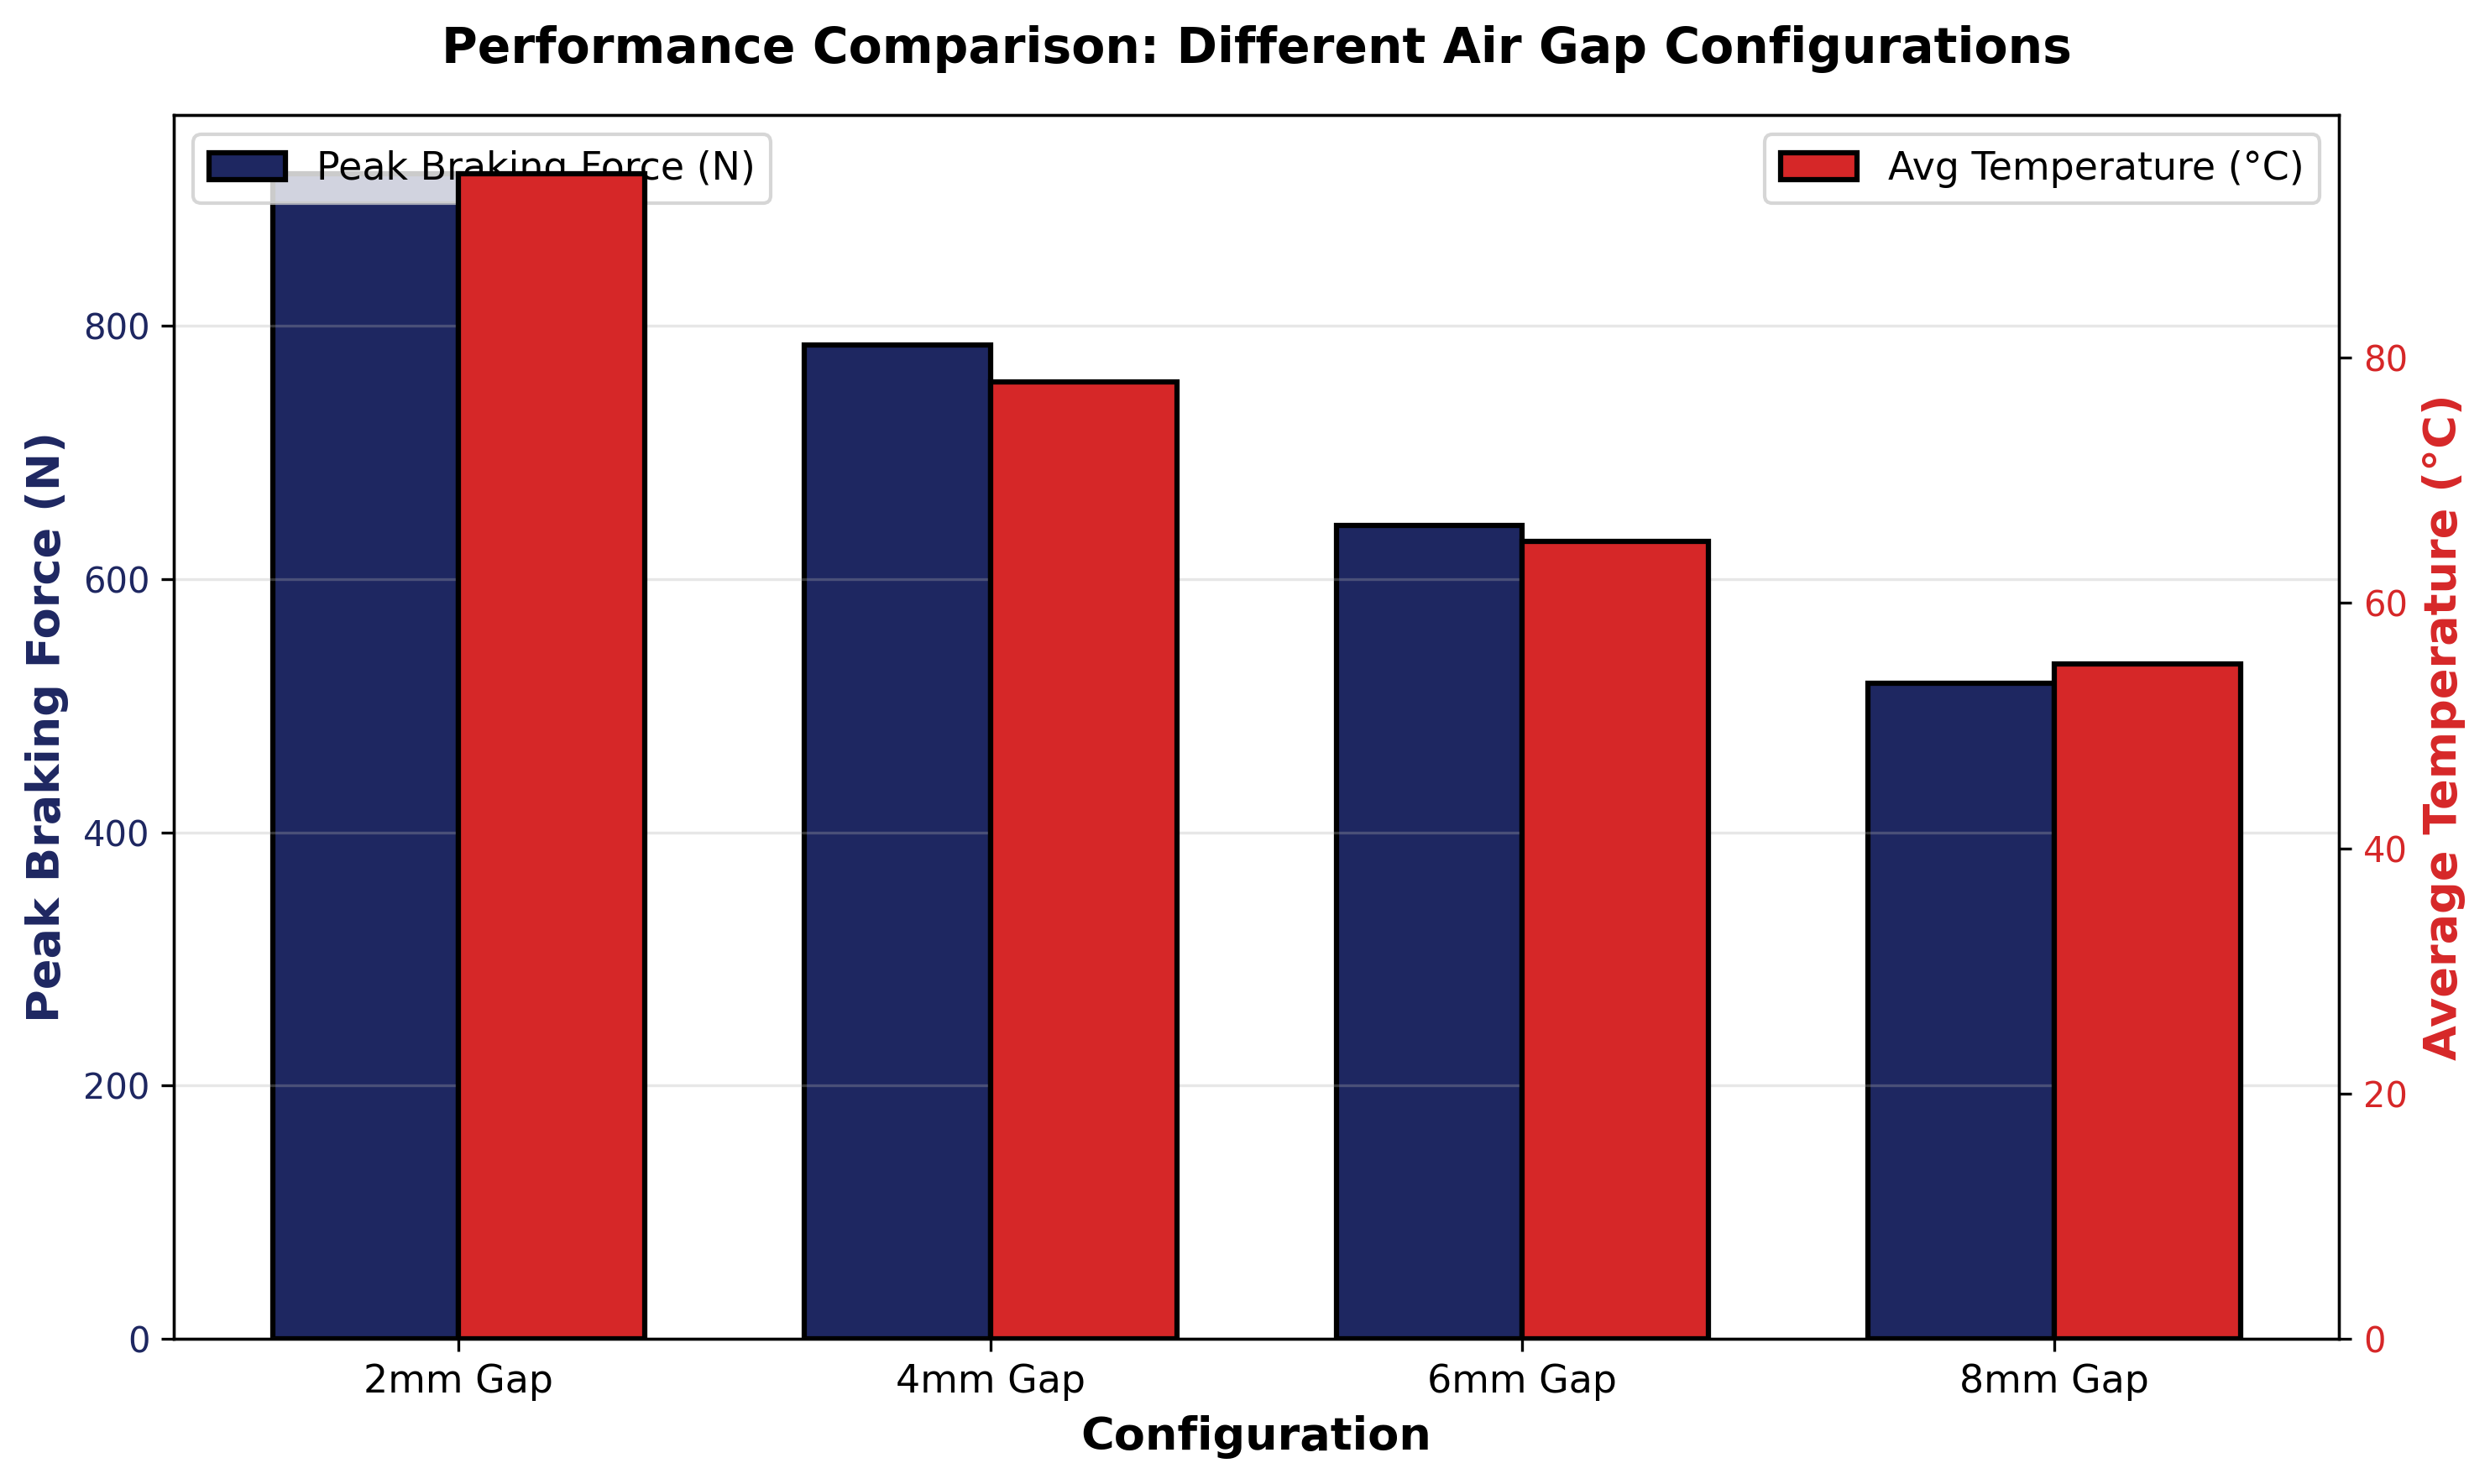 Performance Comparison: Different Air Gap Configurations
Peak Braking Force (N)
Avg Temperature (°C)
Peak Braking Force (N)
800
600
400
200
0
80
60
40
20
0
Average Temperature (°C)
2mm Gap
4mm Gap
6mm Gap
8mm Gap
Configuration